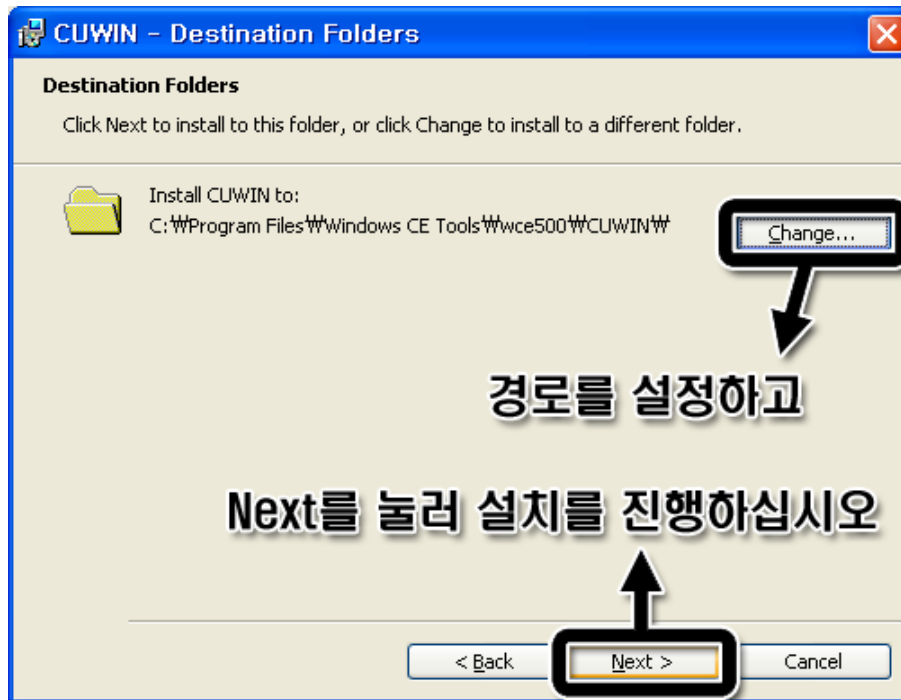 CUWIN - Destination Folders
Destination Folders
Click Next to install to this folder, or click Change to install to a different folder.
Install CUWIN to:
C:₩Program Files₩Windows CE Tools₩wce500₩CUWIN₩
Change...
경로를 설정하고
Next를 눌러 설치를 진행하십시오
< Back
Next >
Cancel